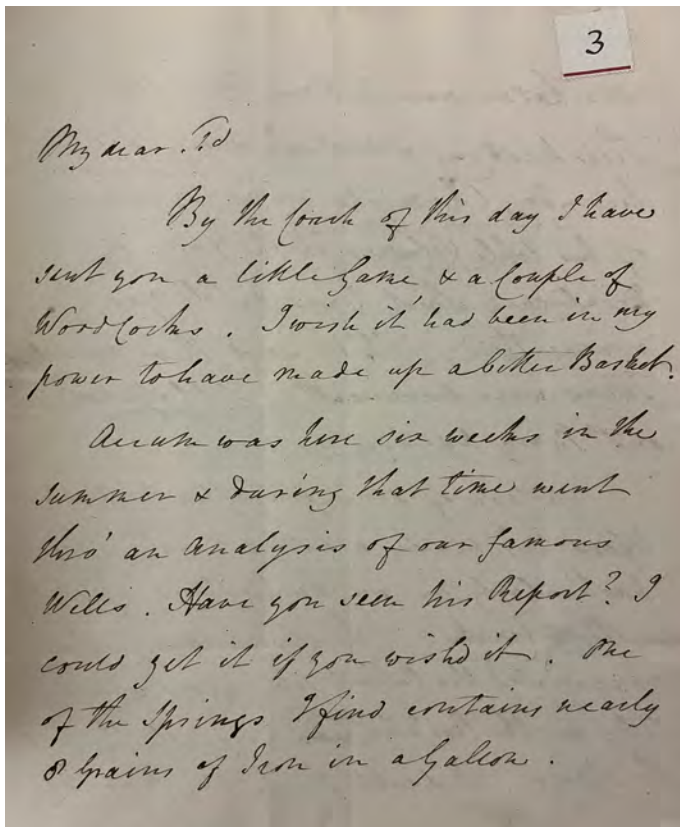 3
My dear Sid
By the Coach of this day I have
sent you a little Game, & a Couple of
Woodcocks. I wish it had been in my
power to have made up a better Basket.
Accum was here six weeks in the
summer & during that time went
thro' an analysis of our famous
Wells. Have you seen his Report? I
could get it if you wish'd it. One
of the Springs I find contains nearly
8 Grains of Iron in a Gallon.